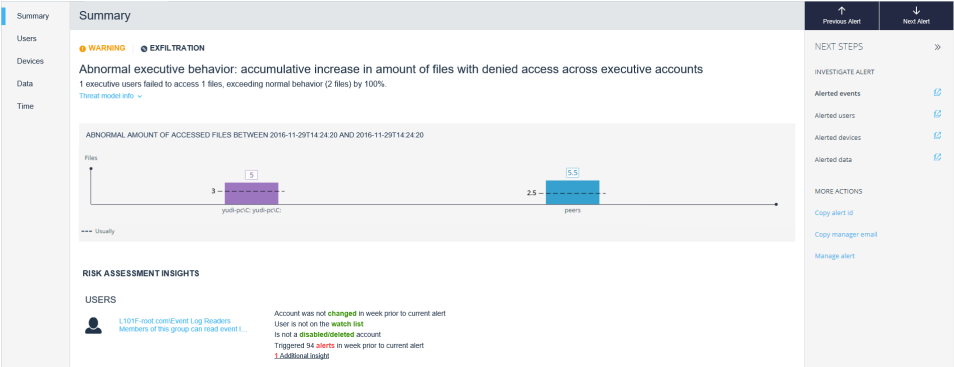 Summary
Users
Devices
Data
Time
Summary
WARNING
EXFILTRATION
Abnormal executive behavior: accumulative increase in amount of files with denied access across executive accounts
1 executive users failed to access 1 files, exceeding normal behavior (2 files) by 100%.
Threat model info
ABNORMAL AMOUNT OF ACCESSED FILES BETWEEN 2016-11-29T14:24:20 AND 2016-11-29T14:24:20
Files
5
5.5
3
2.5
yudi-pc\C: yudi-pc\C:
peers
Usually
RISK ASSESSMENT INSIGHTS
USERS
L101F-root.com\Event Log Readers
Members of this group can read event l...
Account was not changed in week prior to current alert
User is not on the watch list
Is not a disabled/deleted account
Triggered 94 alerts in week prior to current alert
1 Additional insight
Previous Alert
Next Alert
NEXT STEPS
INVESTIGATE ALERT
Alerted events
Alerted users
Alerted devices
Alerted data
MORE ACTIONS
Copy alert id
Copy manager email
Manage alert